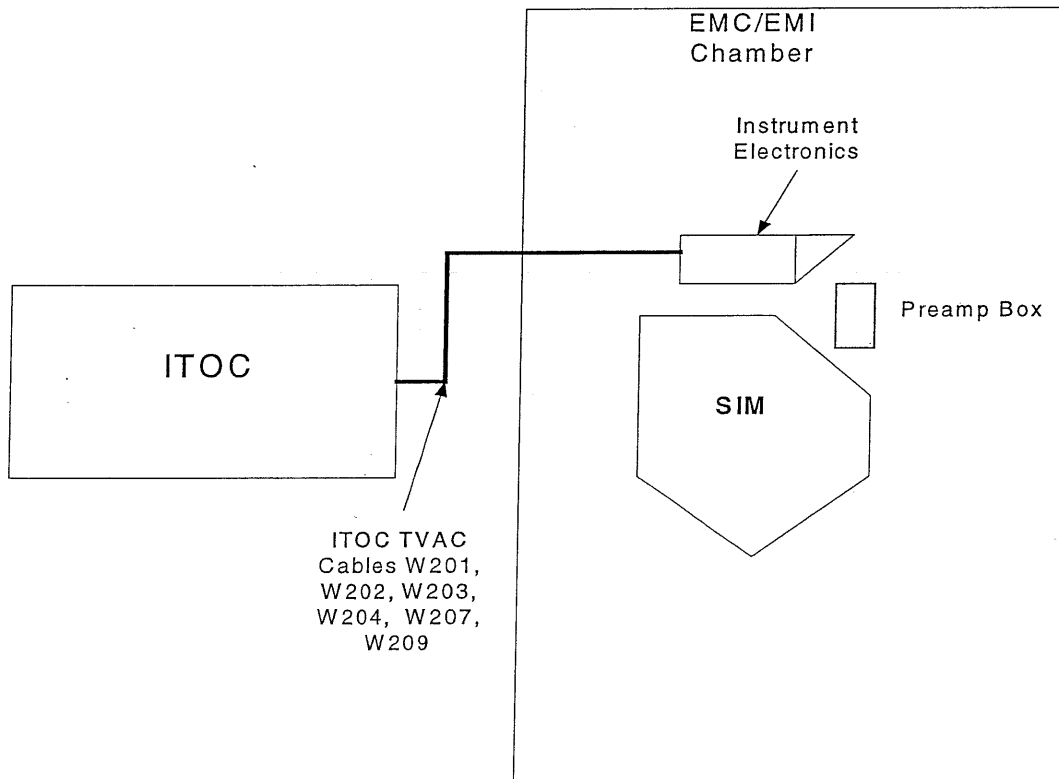 EMC/EMI
Chamber
Instrument
Electronics
Preamp Box
ITOC
SIM
ITOC TVAC
Cables W201,
W202, W203,
W204, W207,
W209